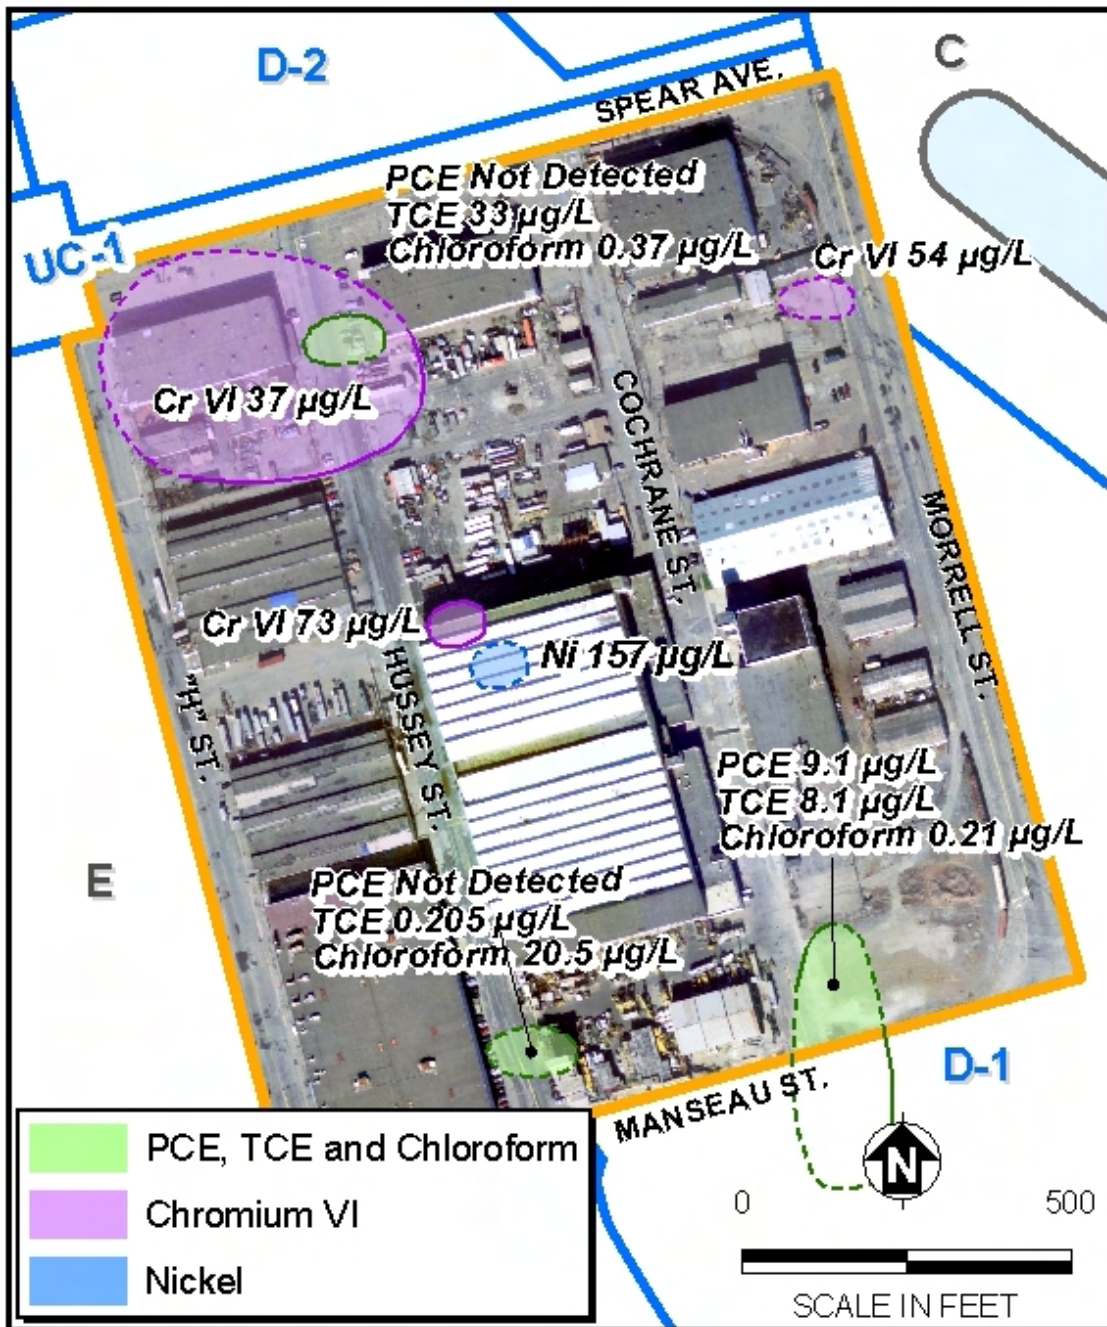 D-2
C
SPEAR AVE.
PCE Not Detected
TCE 33 µg/L
Chloroform 0.37 µg/L
UC-1
Cr VI 54 µg/L
Cr VI 37 µg/L
COCHRANE ST.
MORRELL ST.
Cr VI 73 µg/L
Ni 157 µg/L
"H" ST.
HUSSEY ST.
PCE 9.1 µg/L
TCE 8.1 µg/L
Chloroform 0.21 µg/L
E
PCE Not Detected
TCE 0.205 µg/L
Chloroform 20.5 µg/L
D-1
MANSEAU ST.
PCE, TCE and Chloroform
Chromium VI
Nickel
N
0 500
SCALE IN FEET